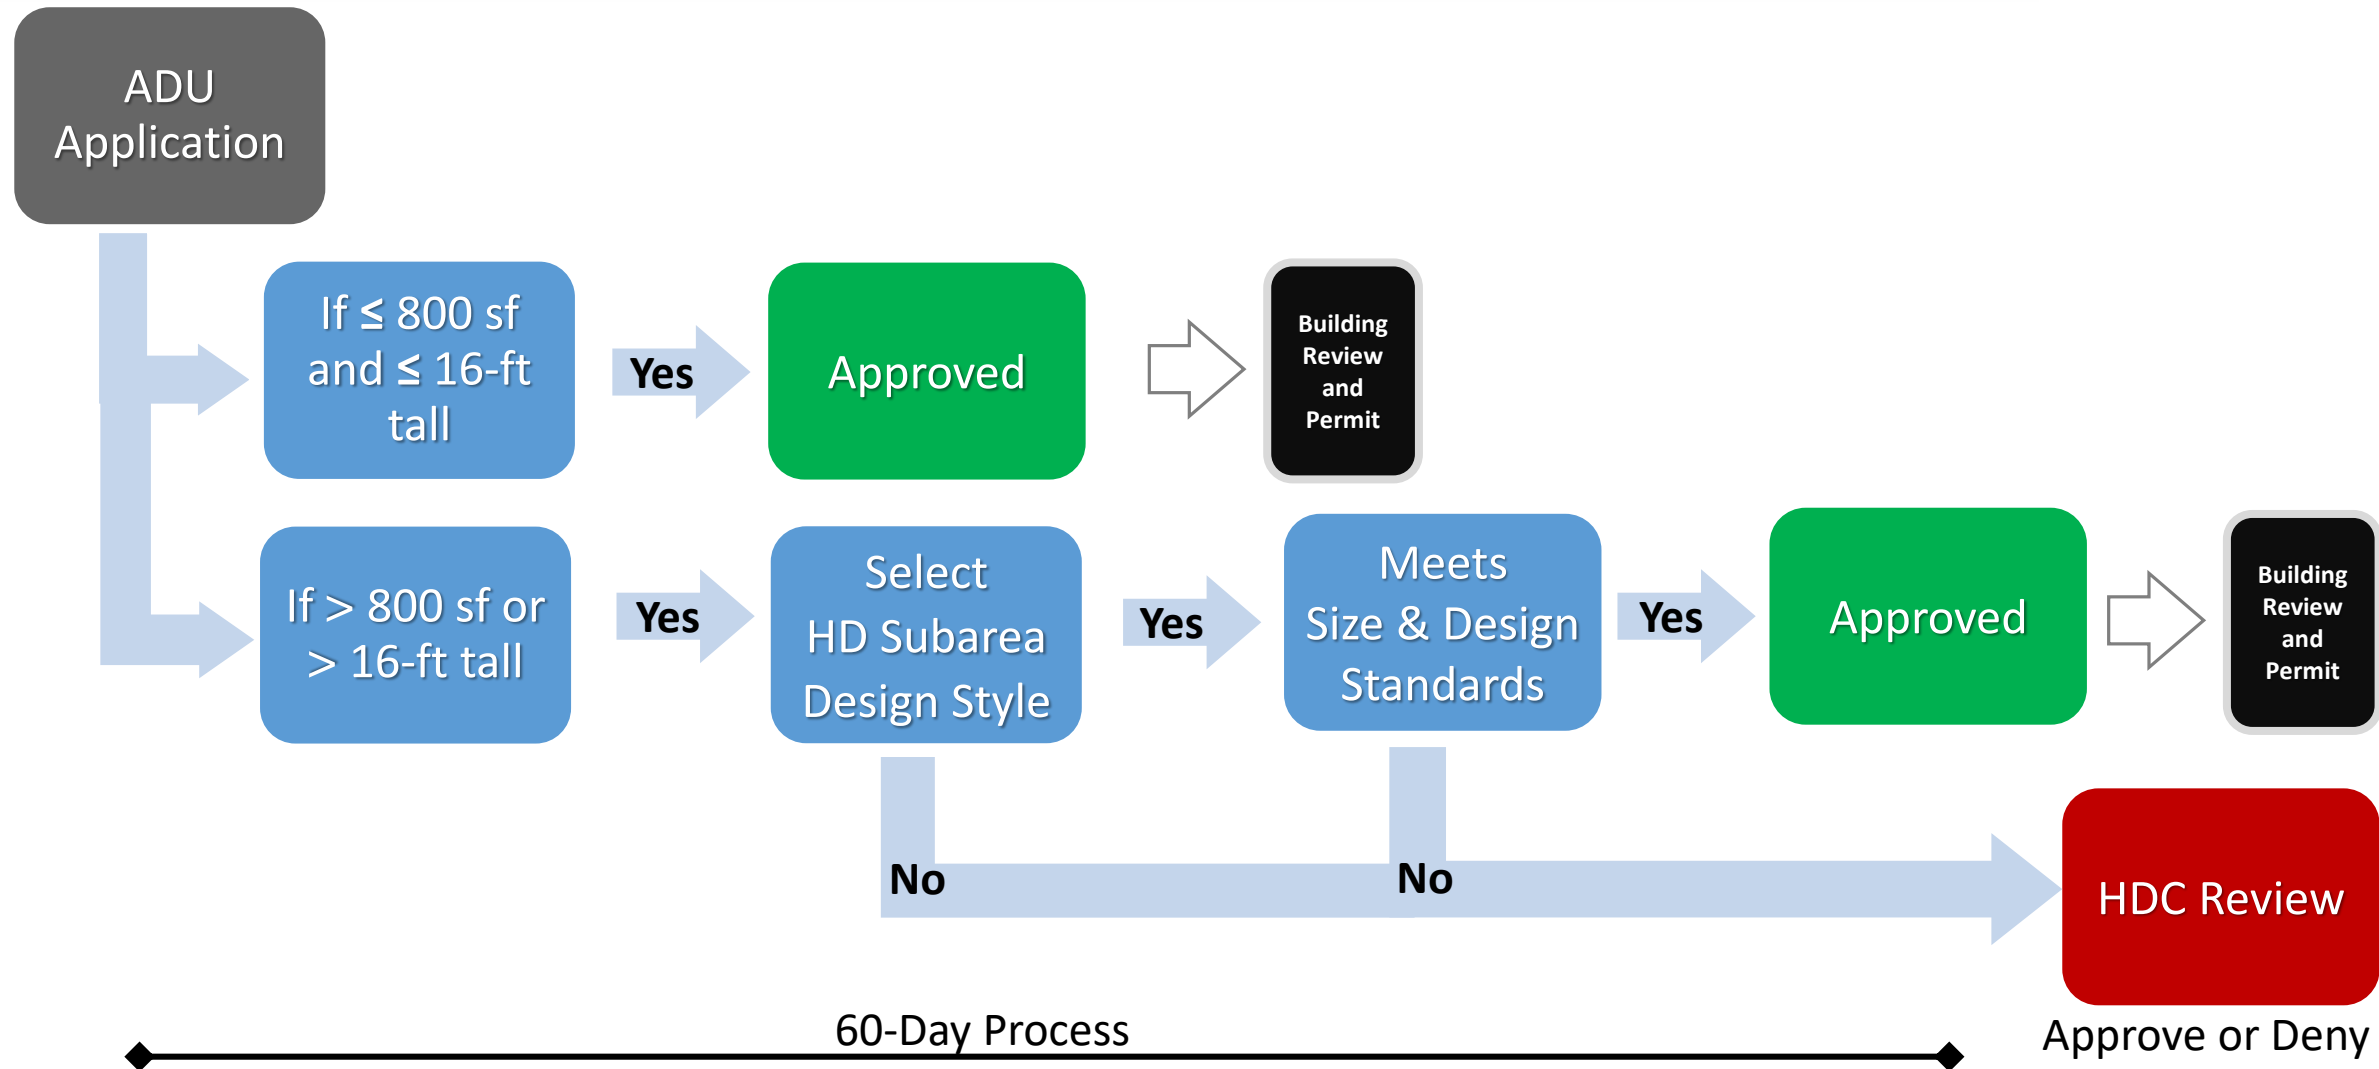 ADU
Application
If ≤ 800 sf
and ≤ 16-ft
tall
Yes
Approved
Building
Review
and
Permit
If > 800 sf or
> 16-ft tall
Yes
Select
HD Subarea
Design Style
Yes
Meets
Size & Design
Standards
Yes
Approved
Building
Review
and
Permit
No
No
HDC Review
60-Day Process
Approve or Deny